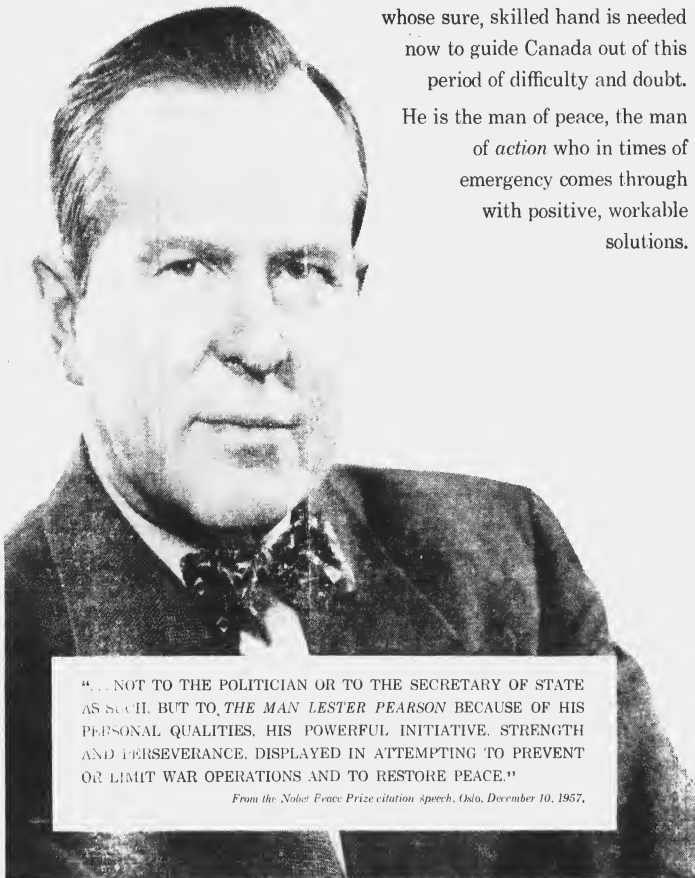 whose sure, skilled hand is needed
now to guide Canada out of this
period of difficulty and doubt.
He is the man of peace, the man
of action who in times of
emergency comes through
with positive, workable
solutions.
“... NOT TO THE POLITICIAN OR TO THE SECRETARY OF STATE
AS SUCH, BUT TO THE MAN LESTER PEARSON BECAUSE OF HIS
PERSONAL QUALITIES, HIS POWERFUL INITIATIVE, STRENGTH
AND PERSEVERANCE, DISPLAYED IN ATTEMPTING TO PREVENT
OR LIMIT WAR OPERATIONS AND TO RESTORE PEACE.”
From the Nobel Peace Prize citation speech, Oslo, December 10, 1957.